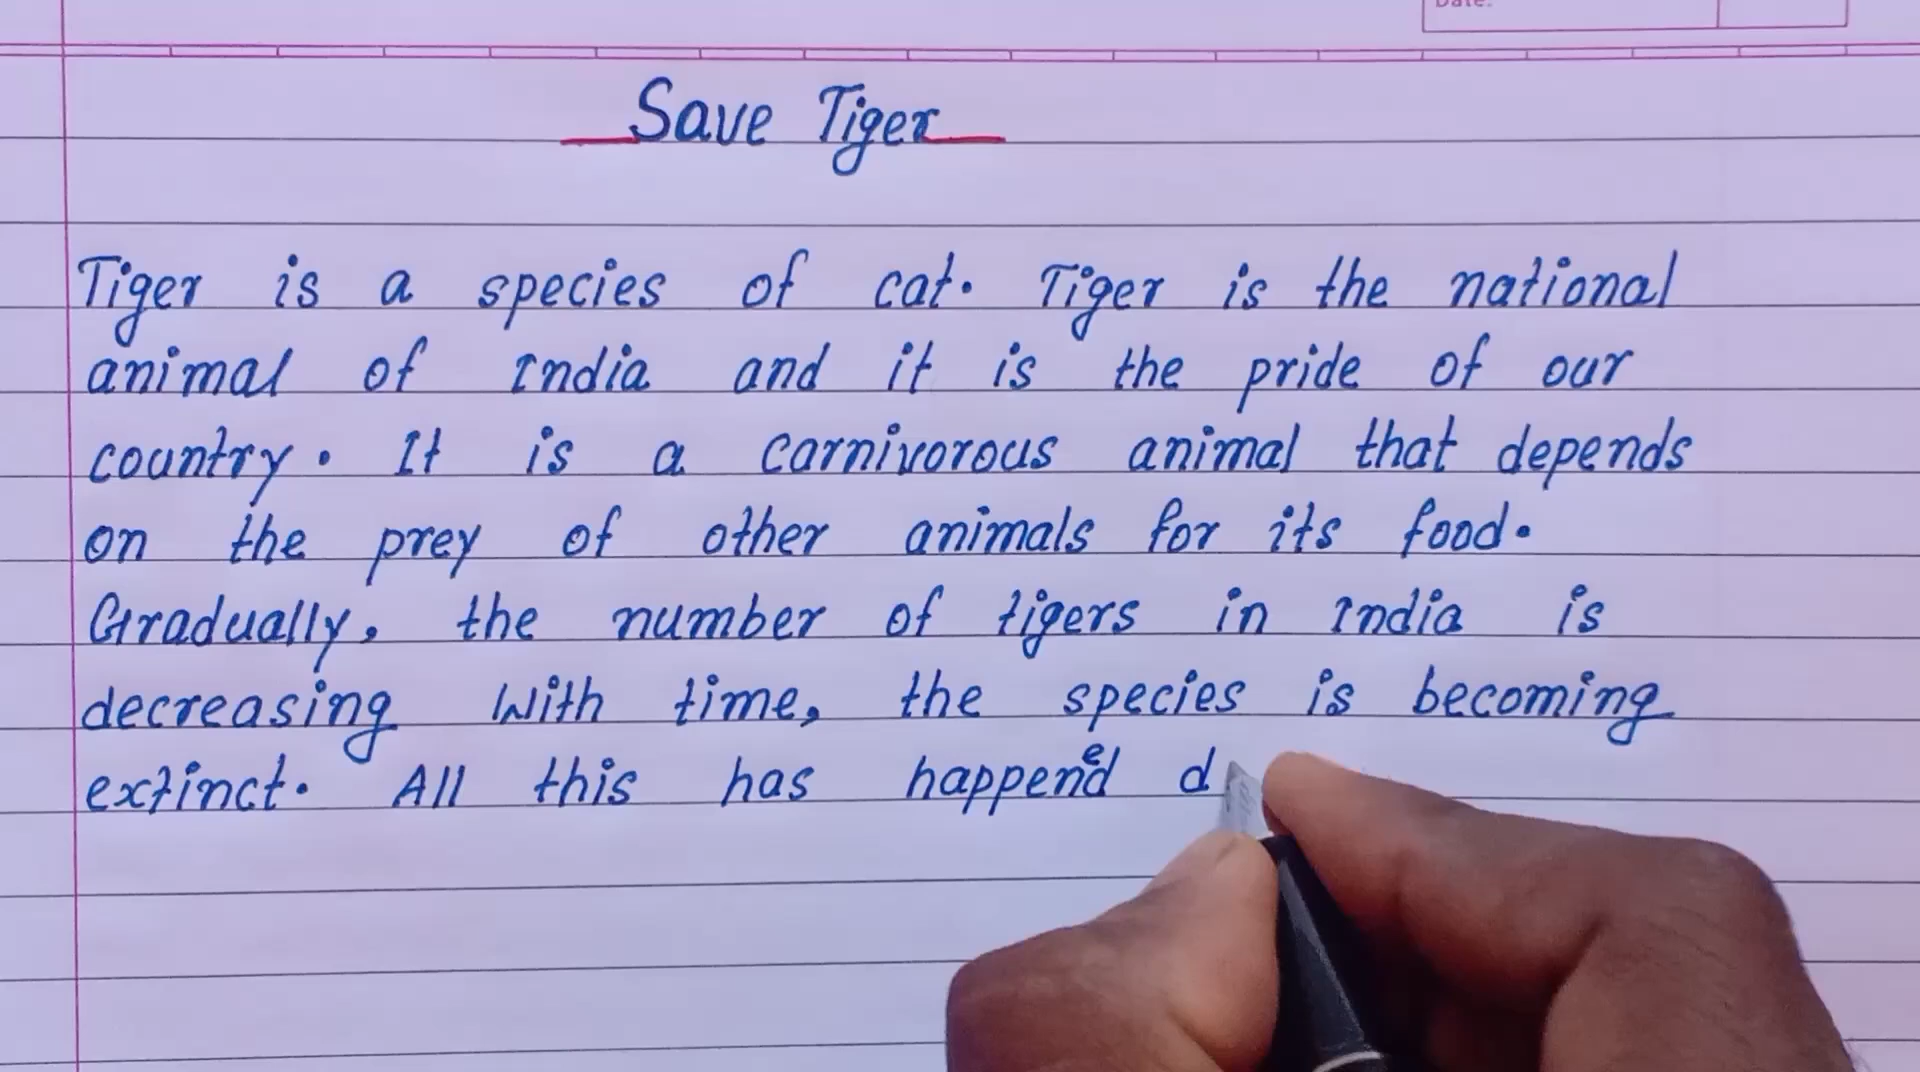 Date:
Save Tiger
Tiger is a species of cat. Tiger is the national
animal of India and it is the pride of our
country. It is a carnivorous animal that depends
on the prey of other animals for its food.
Gradually, the number of tigers in India is
decreasing with time, the species is becoming
extinct. All this has happened d